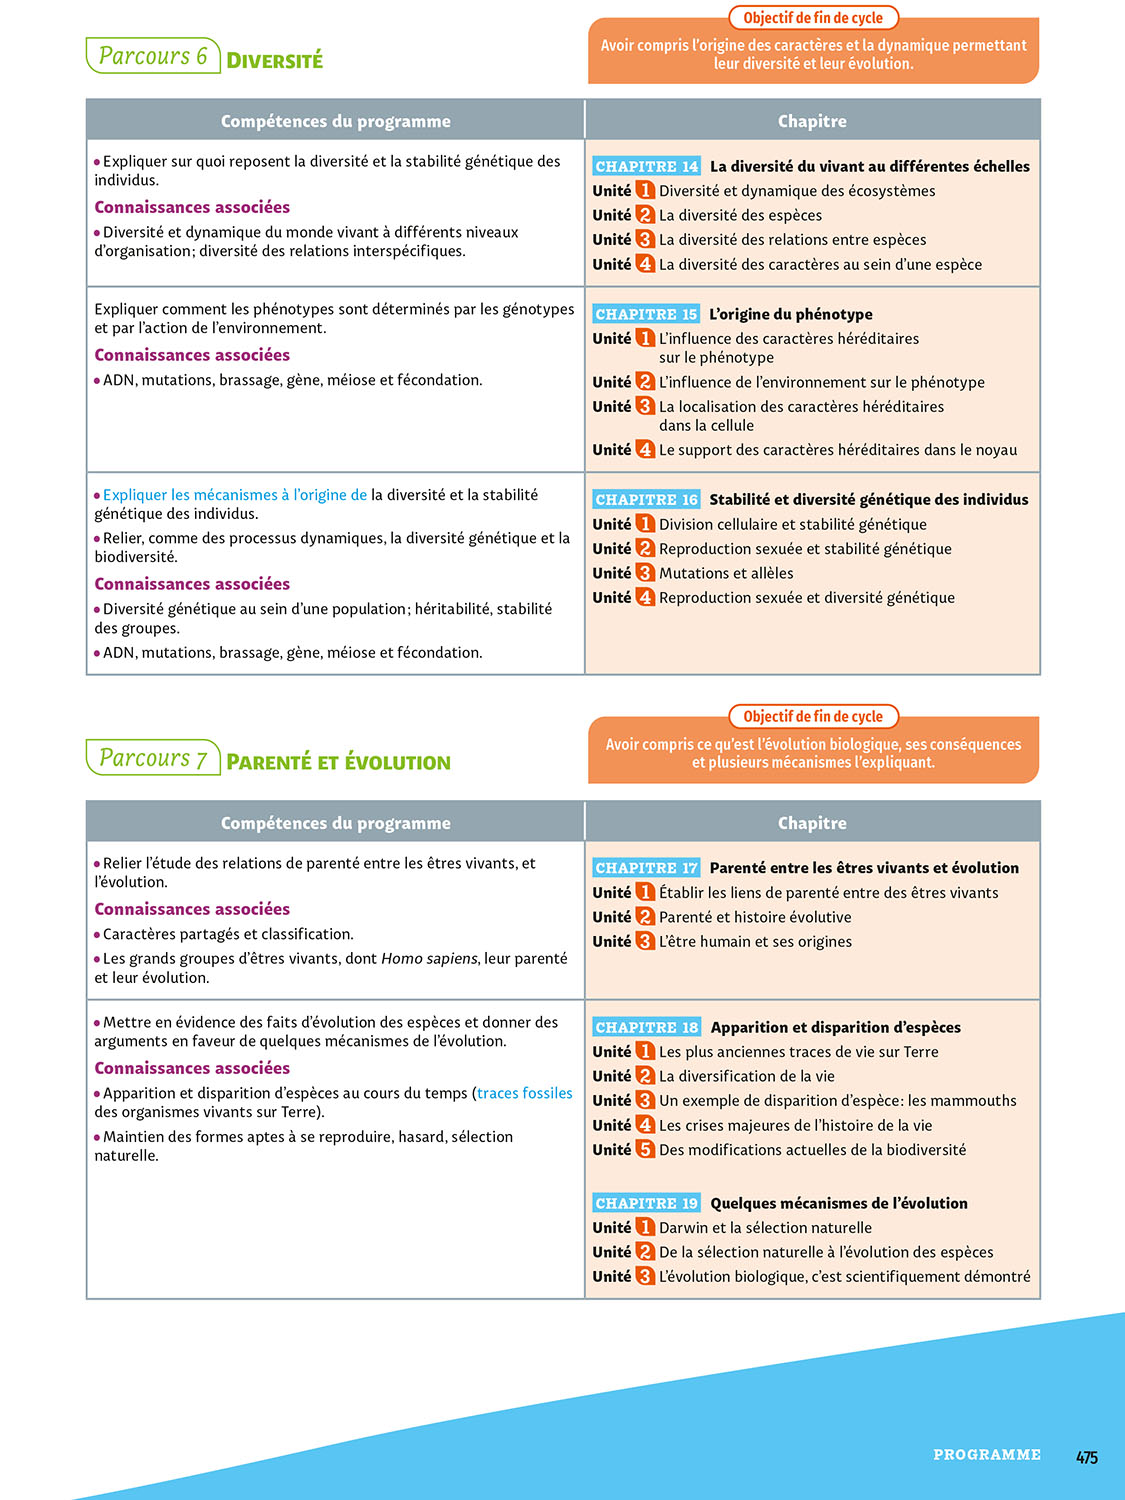 Objectif de fin de cycle
Parcours 6 DIVERSITÉ
Avoir compris l'origine des caractères et la dynamique permettant
leur diversité et leur évolution.
Compétences du programme
Chapitre
• Expliquer sur quoi reposent la diversité et la stabilité génétique des
individus.
Connaissances associées
• Diversité et dynamique du monde vivant à différents niveaux
d'organisation ; diversité des relations interspécifiques.
CHAPITRE 14 La diversité du vivant au différentes échelles
Unité 1 Diversité et dynamique des écosystèmes
Unité 2 La diversité des espèces
Unité 3 La diversité des relations entre espèces
Unité 4 La diversité des caractères au sein d'une espèce
Expliquer comment les phénotypes sont déterminés par les génotypes
et par l'action de l'environnement.
Connaissances associées
• ADN, mutations, brassage, gène, méiose et fécondation.
CHAPITRE 15 L'origine du phénotype
Unité 1 L'influence des caractères héréditaires
sur le phénotype
Unité 2 L'influence de l'environnement sur le phénotype
Unité 3 La localisation des caractères héréditaires
dans la cellule
Unité 4 Le support des caractères héréditaires dans le noyau
• Expliquer les mécanismes à l'origine de la diversité et la stabilité
génétique des individus.
• Relier, comme des processus dynamiques, la diversité génétique et la
biodiversité.
Connaissances associées
• Diversité génétique au sein d'une population ; héritabilité, stabilité
des groupes.
• ADN, mutations, brassage, gène, méiose et fécondation.
CHAPITRE 16 Stabilité et diversité génétique des individus
Unité 1 Division cellulaire et stabilité génétique
Unité 2 Reproduction sexuée et stabilité génétique
Unité 3 Mutations et allèles
Unité 4 Reproduction sexuée et diversité génétique
Objectif de fin de cycle
Parcours 7 PARENTÉ ET ÉVOLUTION
Avoir compris ce qu'est l'évolution biologique, ses conséquences
et plusieurs mécanismes l'expliquant.
Compétences du programme
Chapitre
• Relier l'étude des relations de parenté entre les êtres vivants, et
l'évolution.
Connaissances associées
• Caractères partagés et classification.
• Les grands groupes d'êtres vivants, dont Homo sapiens, leur parenté
et leur évolution.
CHAPITRE 17 Parenté entre les êtres vivants et évolution
Unité 1 Établir les liens de parenté entre des êtres vivants
Unité 2 Parenté et histoire évolutive
Unité 3 L'être humain et ses origines
• Mettre en évidence des faits d'évolution des espèces et donner des
arguments en faveur de quelques mécanismes de l'évolution.
Connaissances associées
• Apparition et disparition d'espèces au cours du temps (traces fossiles
des organismes vivants sur Terre).
• Maintien des formes aptes à se reproduire, hasard, sélection
naturelle.
CHAPITRE 18 Apparition et disparition d'espèces
Unité 1 Les plus anciennes traces de vie sur Terre
Unité 2 La diversification de la vie
Unité 3 Un exemple de disparition d'espèce : les mammouths
Unité 4 Les crises majeures de l'histoire de la vie
Unité 5 Des modifications actuelles de la biodiversité
CHAPITRE 19 Quelques mécanismes de l'évolution
Unité 1 Darwin et la sélection naturelle
Unité 2 De la sélection naturelle à l'évolution des espèces
Unité 3 L'évolution biologique, c'est scientifiquement démontré
PROGRAMME 475